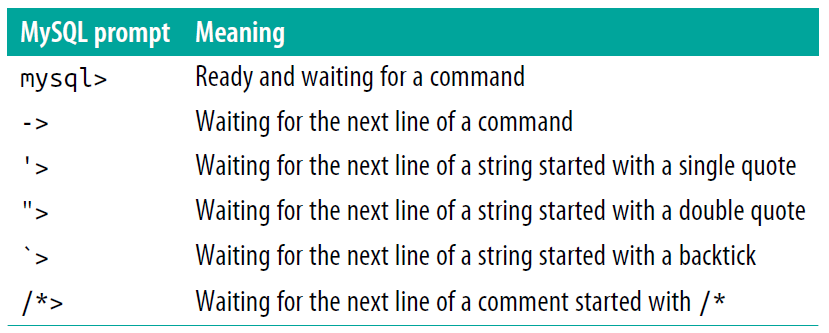 MySQL prompt Meaning
mysql> Ready and waiting for a command
-> Waiting for the next line of a command
'> Waiting for the next line of a string started with a single quote
"> Waiting for the next line of a string started with a double quote
`> Waiting for the next line of a string started with a backtick
/*> Waiting for the next line of a comment started with /*